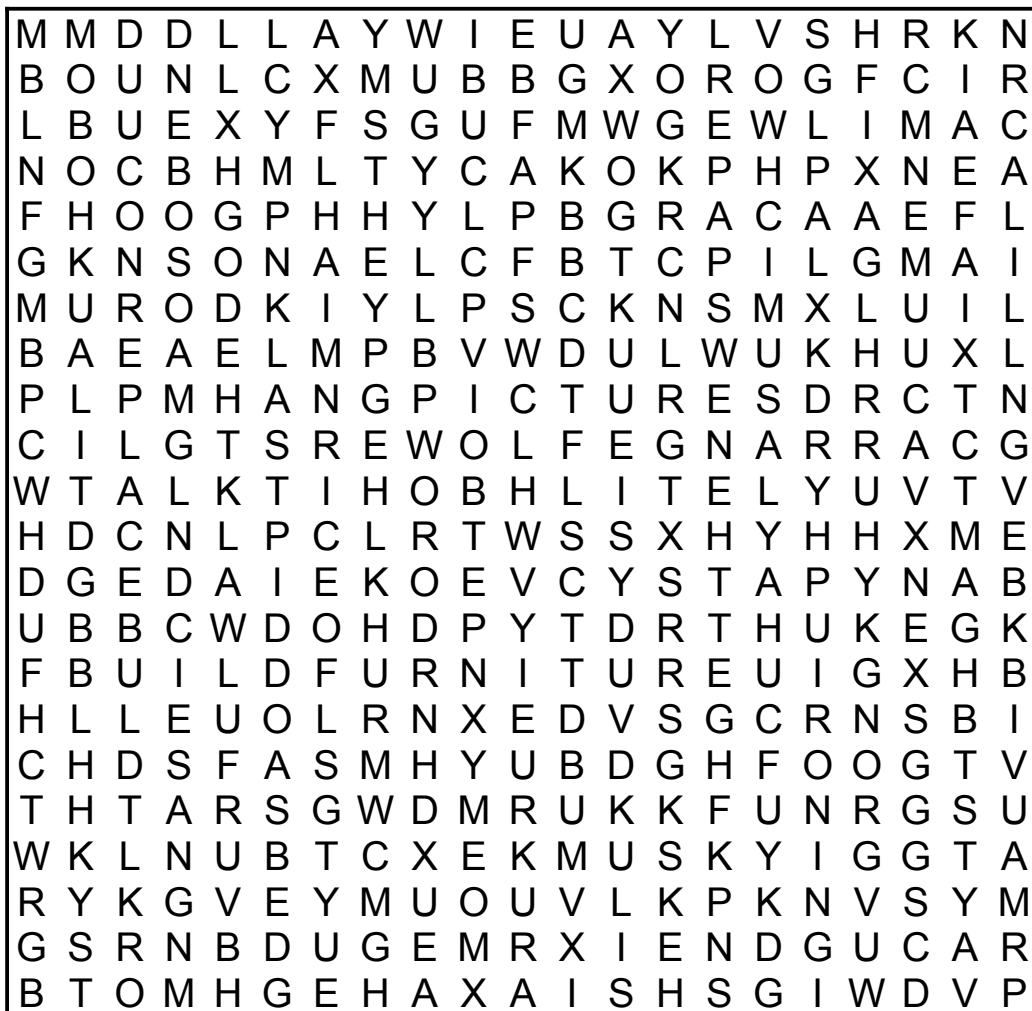 M M D D L L A Y W I E U A Y L V S H R K N
B O U N L C X M U B B G X O R O G F C I R
L B U E X Y F S G U F M W G E W L I M A C
N O C B H M L T Y C A K O K P H P X N E A
F H O O G P H H Y L P B G R A C A A E F L
G K N S O N A E L C F B T C P I L G M A I
M U R O D K I Y L P S C K N S M X L U I L
B A E A E L M P B V W D U L W U K H U X L
P L P M H A N G P I C T U R E S D R C T N
C I L G T S R E W O L F E G N A R R A C G
W T A L K T I H O B H L I T E L Y U V T V
H D C N L P C L R T W S S X H Y H H X M E
D G E D A I E K O E V C Y S T A P Y N A B
U B B C W D O H D P Y T D R T H U K E G K
F B U I L D F U R N I T U R E U I G X H B
H L L E U O L R N X E D V S G C R N S B I
C H D S F A S M H Y U B D G H F O O G T V
T H T A R S G W D M R U K K F U N R G S U
W K L N U B T C X E K M U S K Y I G G T A
R Y K G V E Y M U O U V L K P K N V S Y M
G S R N B D U G E M R X I E N D G U C A R
B T O M H G E H A X A I S H S G I W D V P